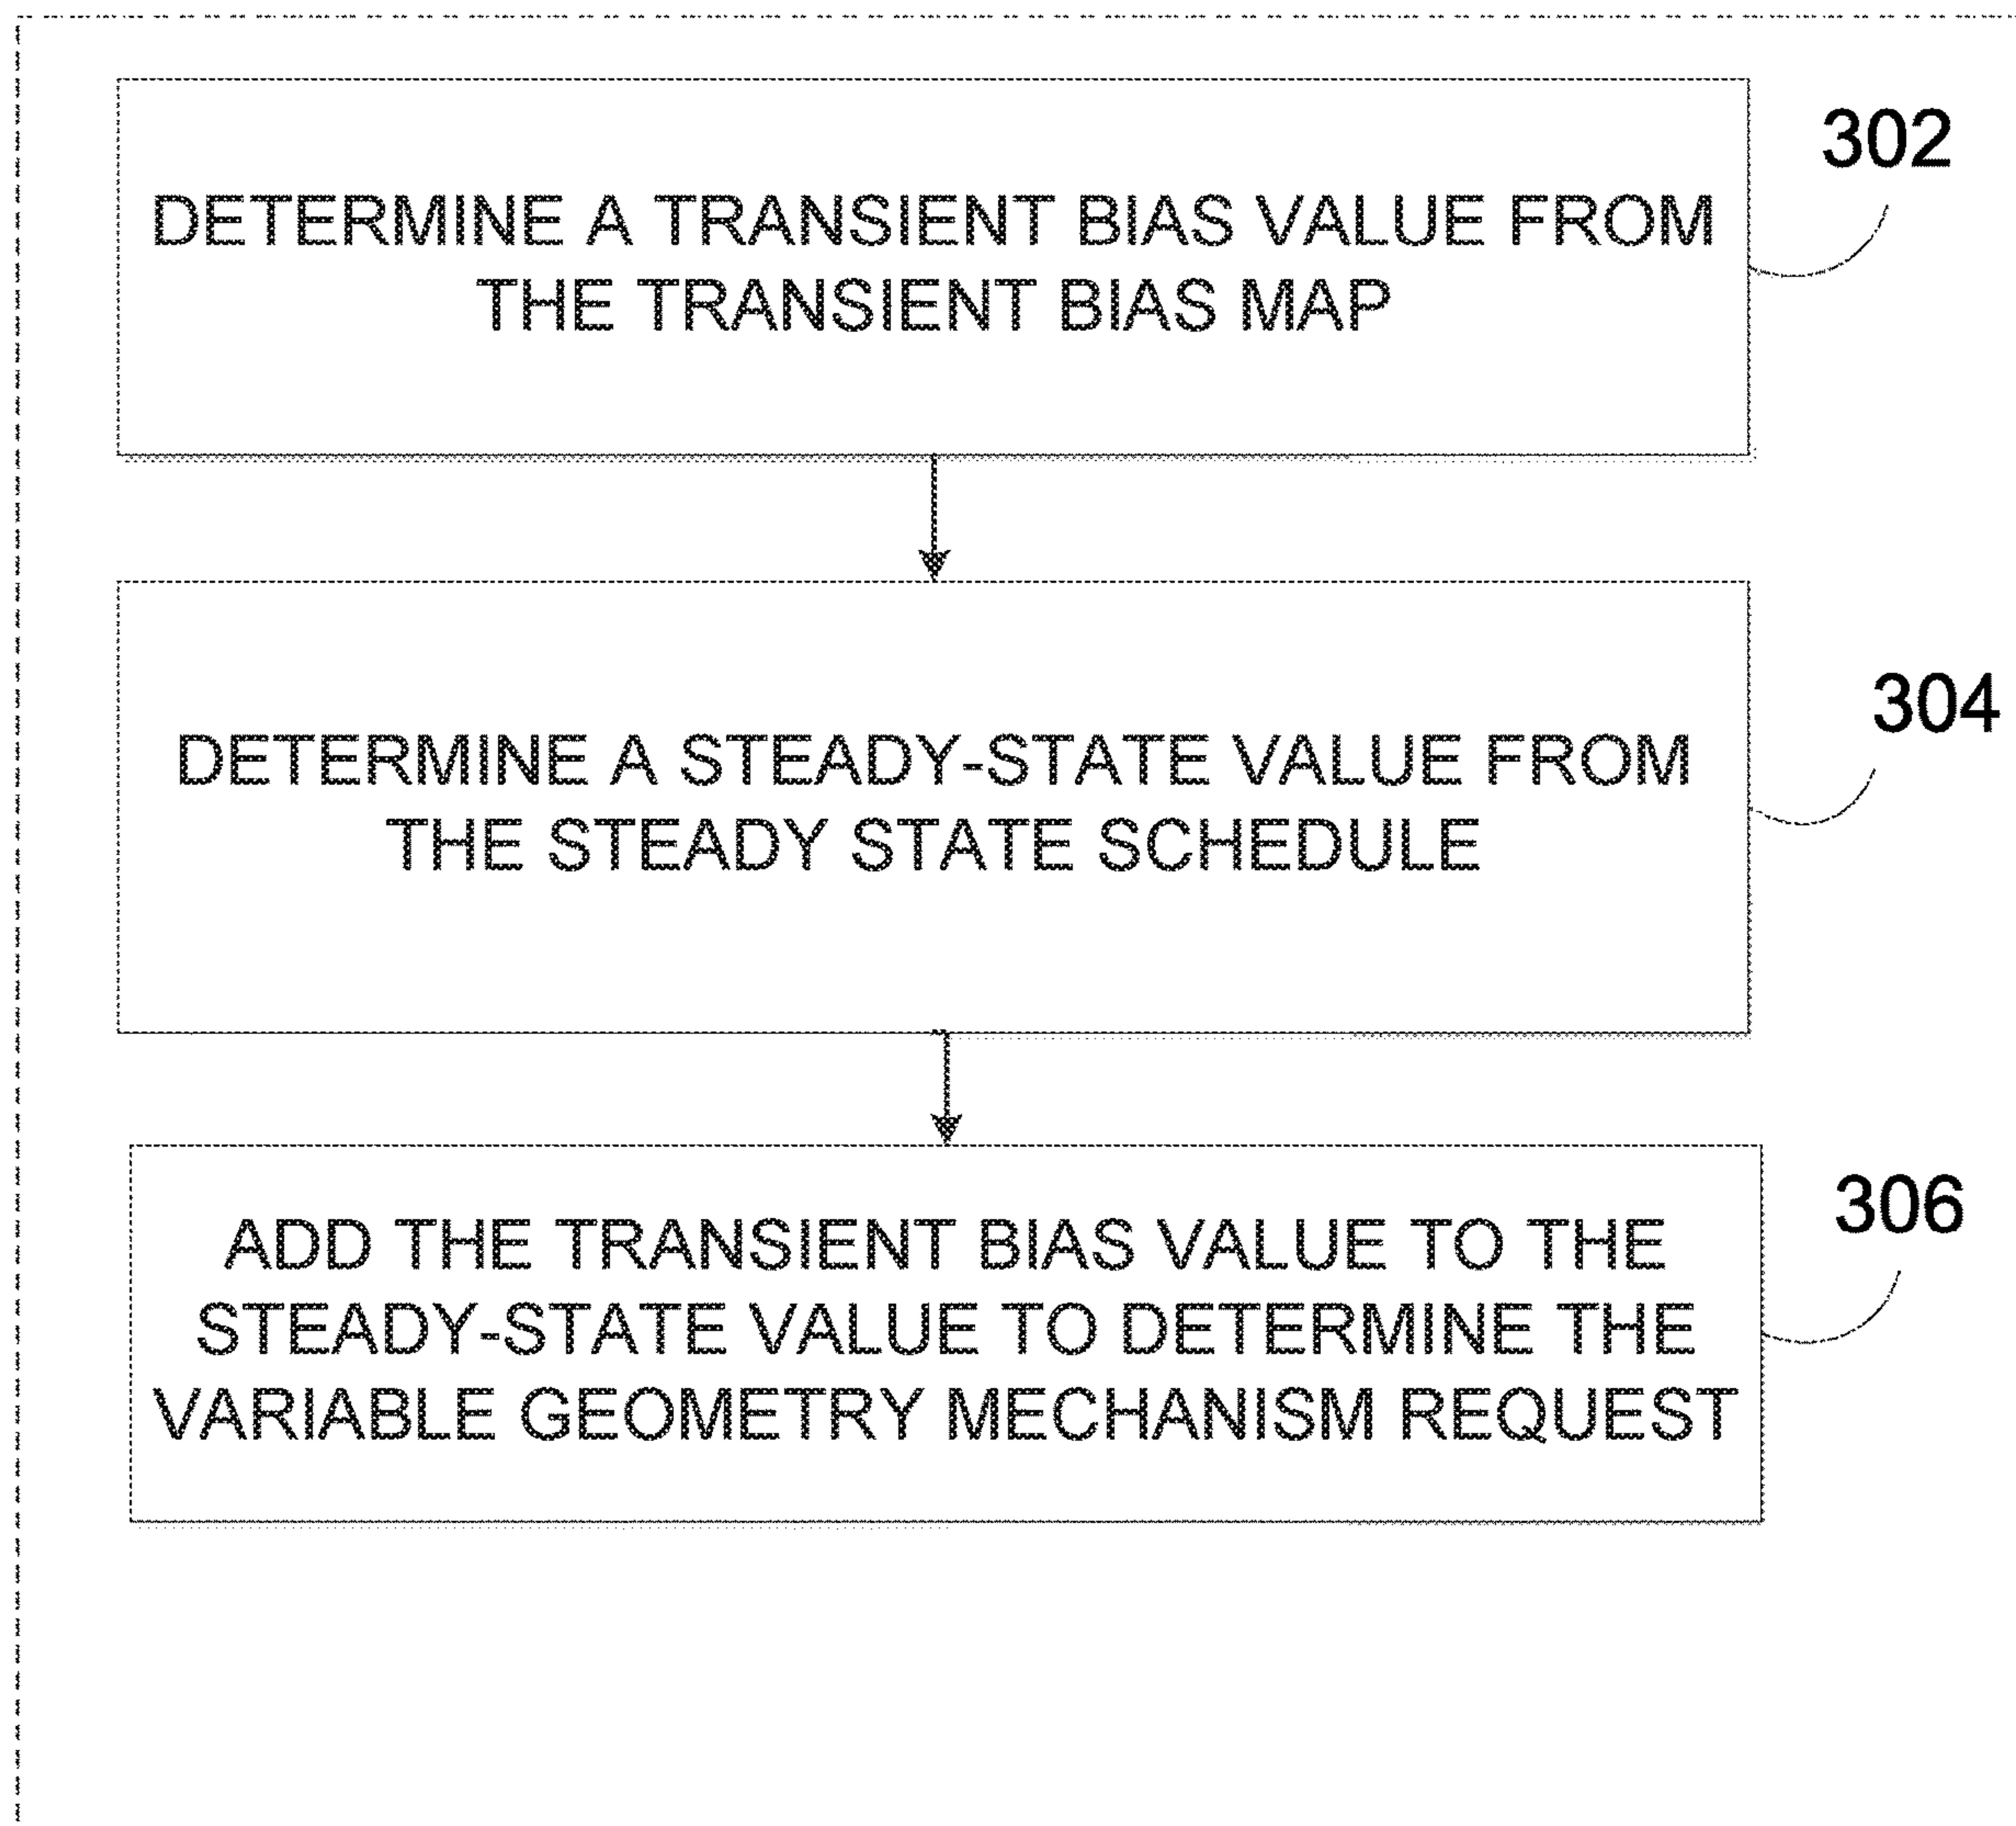 302
DETERMINE A TRANSIENT BIAS VALUE FROM
THE TRANSIENT BIAS MAP
304
DETERMINE A STEADY-STATE VALUE FROM
THE STEADY STATE SCHEDULE
306
ADD THE TRANSIENT BIAS VALUE TO THE
STEADY-STATE VALUE TO DETERMINE THE
VARIABLE GEOMETRY MECHANISM REQUEST